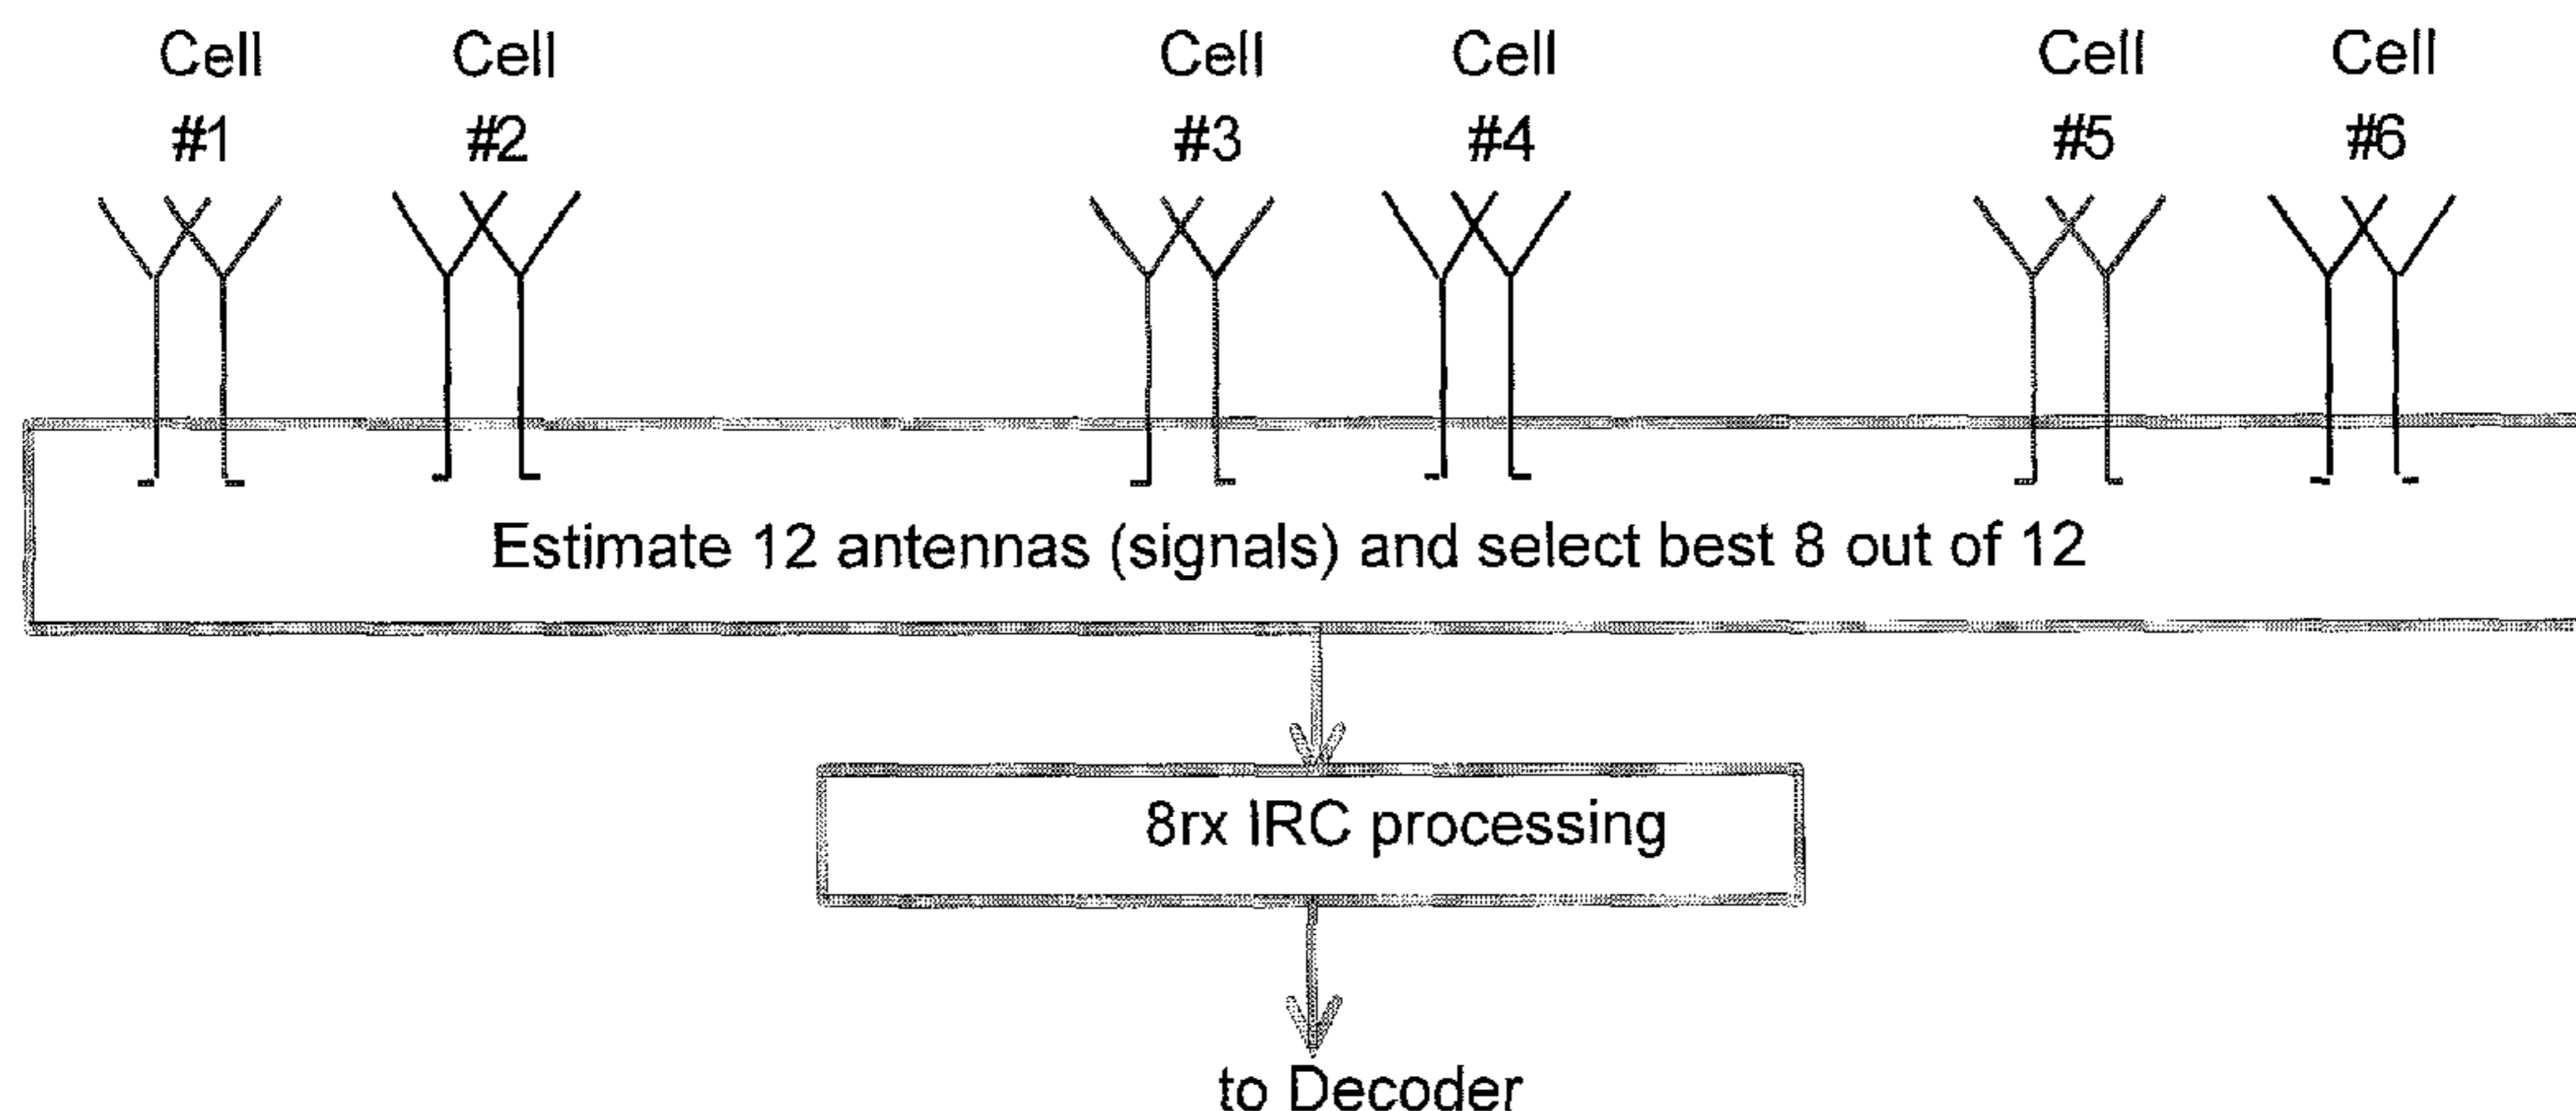 Cell Cell Cell Cell Cell Cell
#1 #2 #3 #4 #5 #6
Estimate 12 antennas (signals) and select best 8 out of 12
8rx IRC processing
to Decoder